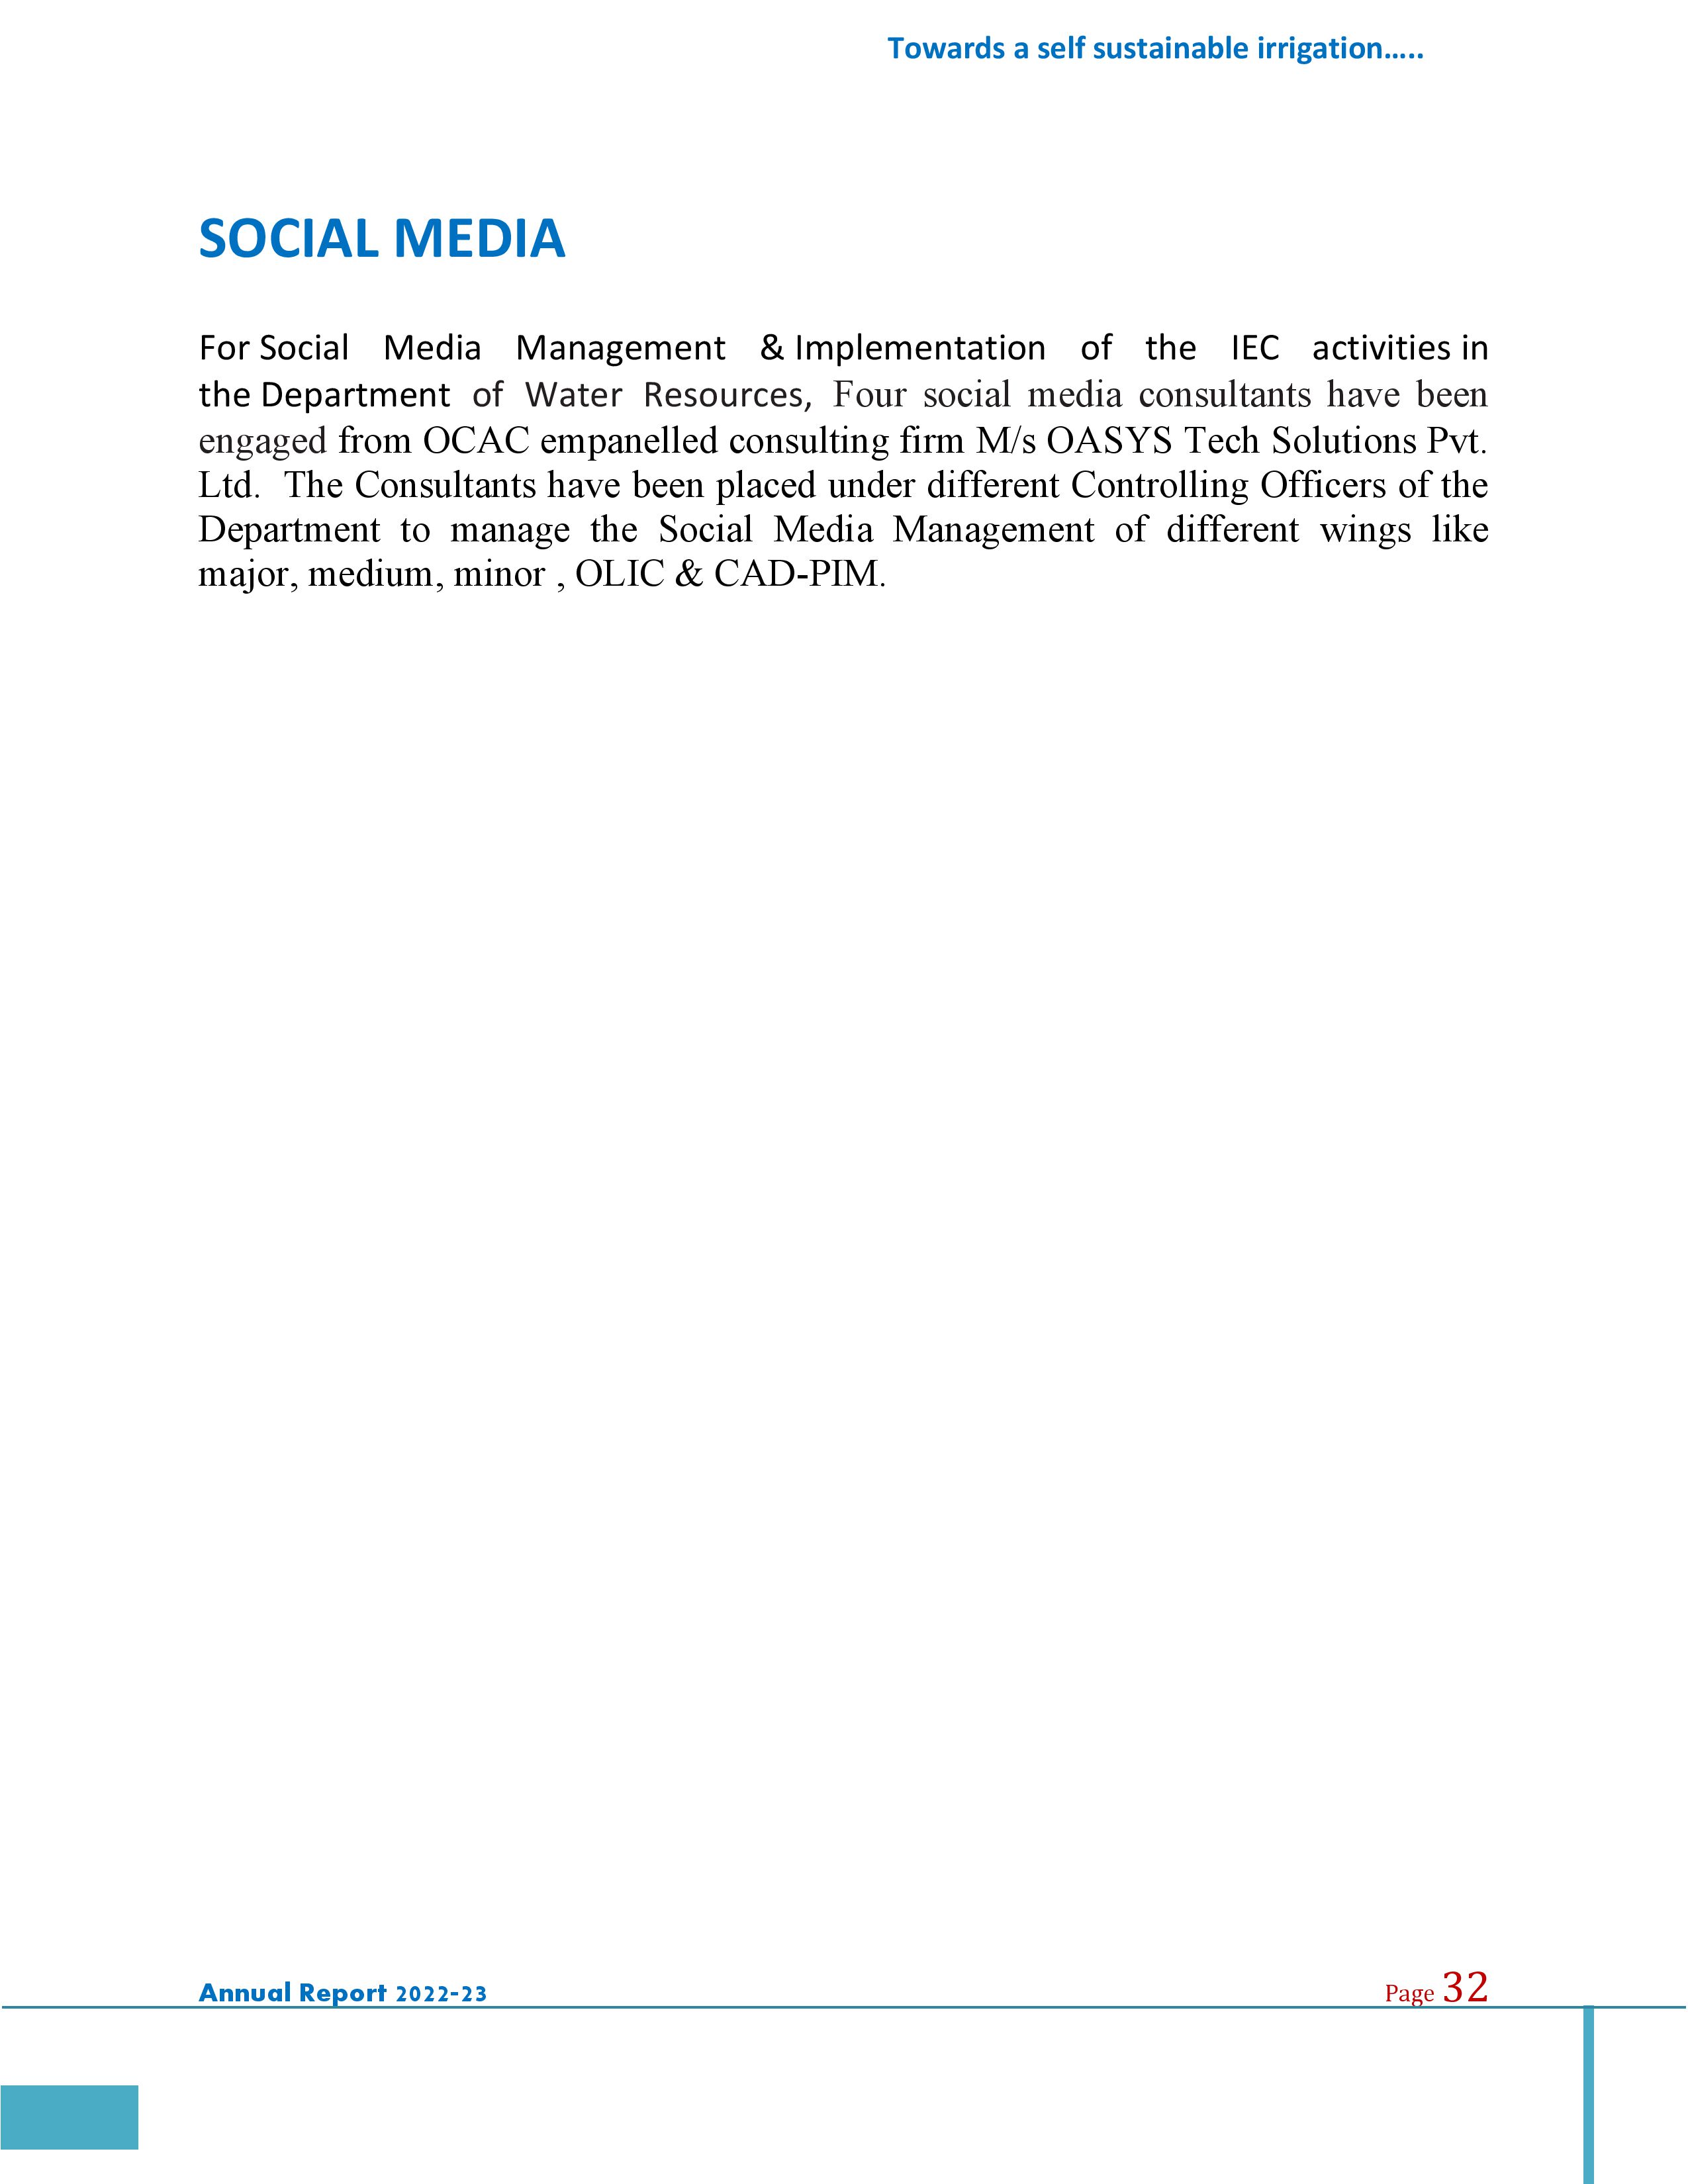 Towards a self sustainable irrigation.....
SOCIAL MEDIA
For Social Media Management & Implementation of the IEC activities in
the Department of Water Resources, Four social media consultants have been
engaged from OCAC empanelled consulting firm M/s OASYS Tech Solutions Pvt.
Ltd. The Consultants have been placed under different Controlling Officers of the
Department to manage the Social Media Management of different wings like
major, medium, minor , OLIC & CAD-PIM.
Annual Report 2022-23
Page 32